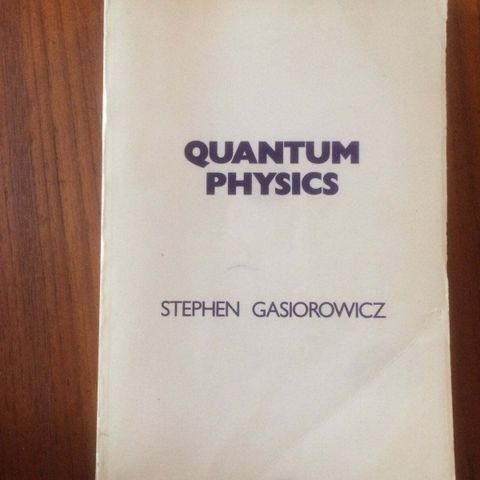 QUANTUM
PHYSICS
STEPHEN GASIOROWICZ